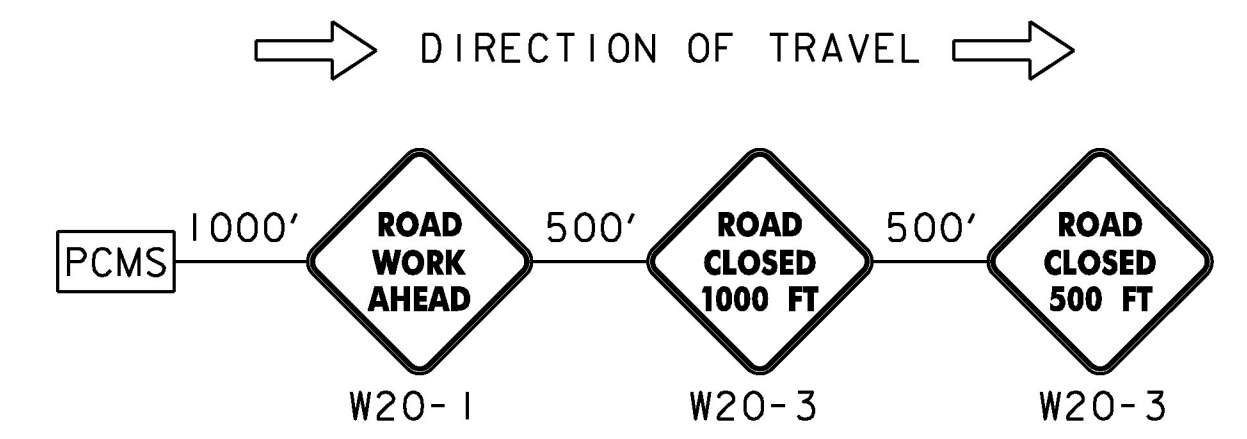 DIRECTION OF TRAVEL
PCMS
1000'
ROAD
WORK
AHEAD
W20-1
500'
ROAD
CLOSED
1000 FT
W20-3
500'
ROAD
CLOSED
500 FT
W20-3